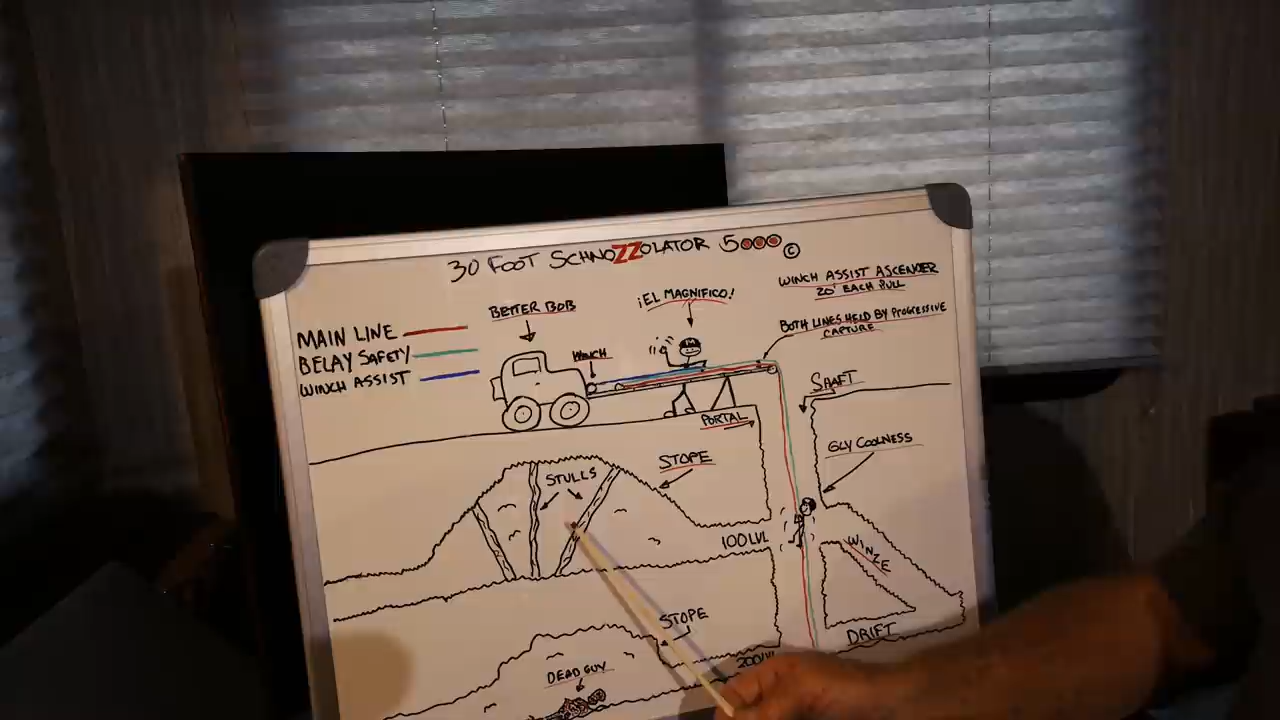 30 FOOT SCHNOZZOLATOR 5000 ©
WINCH ASSIST ASCENDER
20' EACH PULL
BETTER BOB
¡EL MAGNIFICO!
BOTH LINES HELD BY PROGRESSIVE
CAPTURE
MAIN LINE
BELAY SAFETY
WINCH ASSIST
WINCH
SHAFT
PORTAL
GLY COOLNESS
STOPE
STULLS
100 LVL
WINZE
STOPE
DRIFT
DEAD GUY